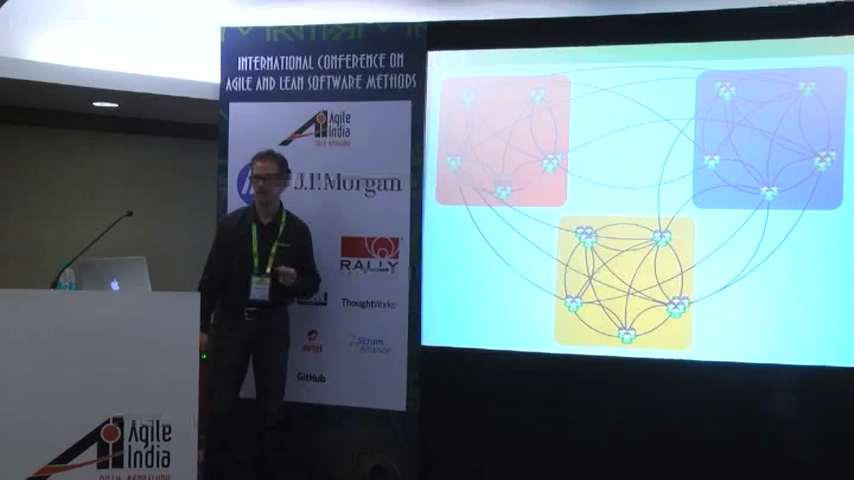 INTERNATIONAL CONFERENCE ON
AGILE AND LEAN SOFTWARE METHODS
Agile
India
J.P.Morgan
RALLY
ThoughtWorks
airtel
Scrum
Alliance
GitHub
Agile
India